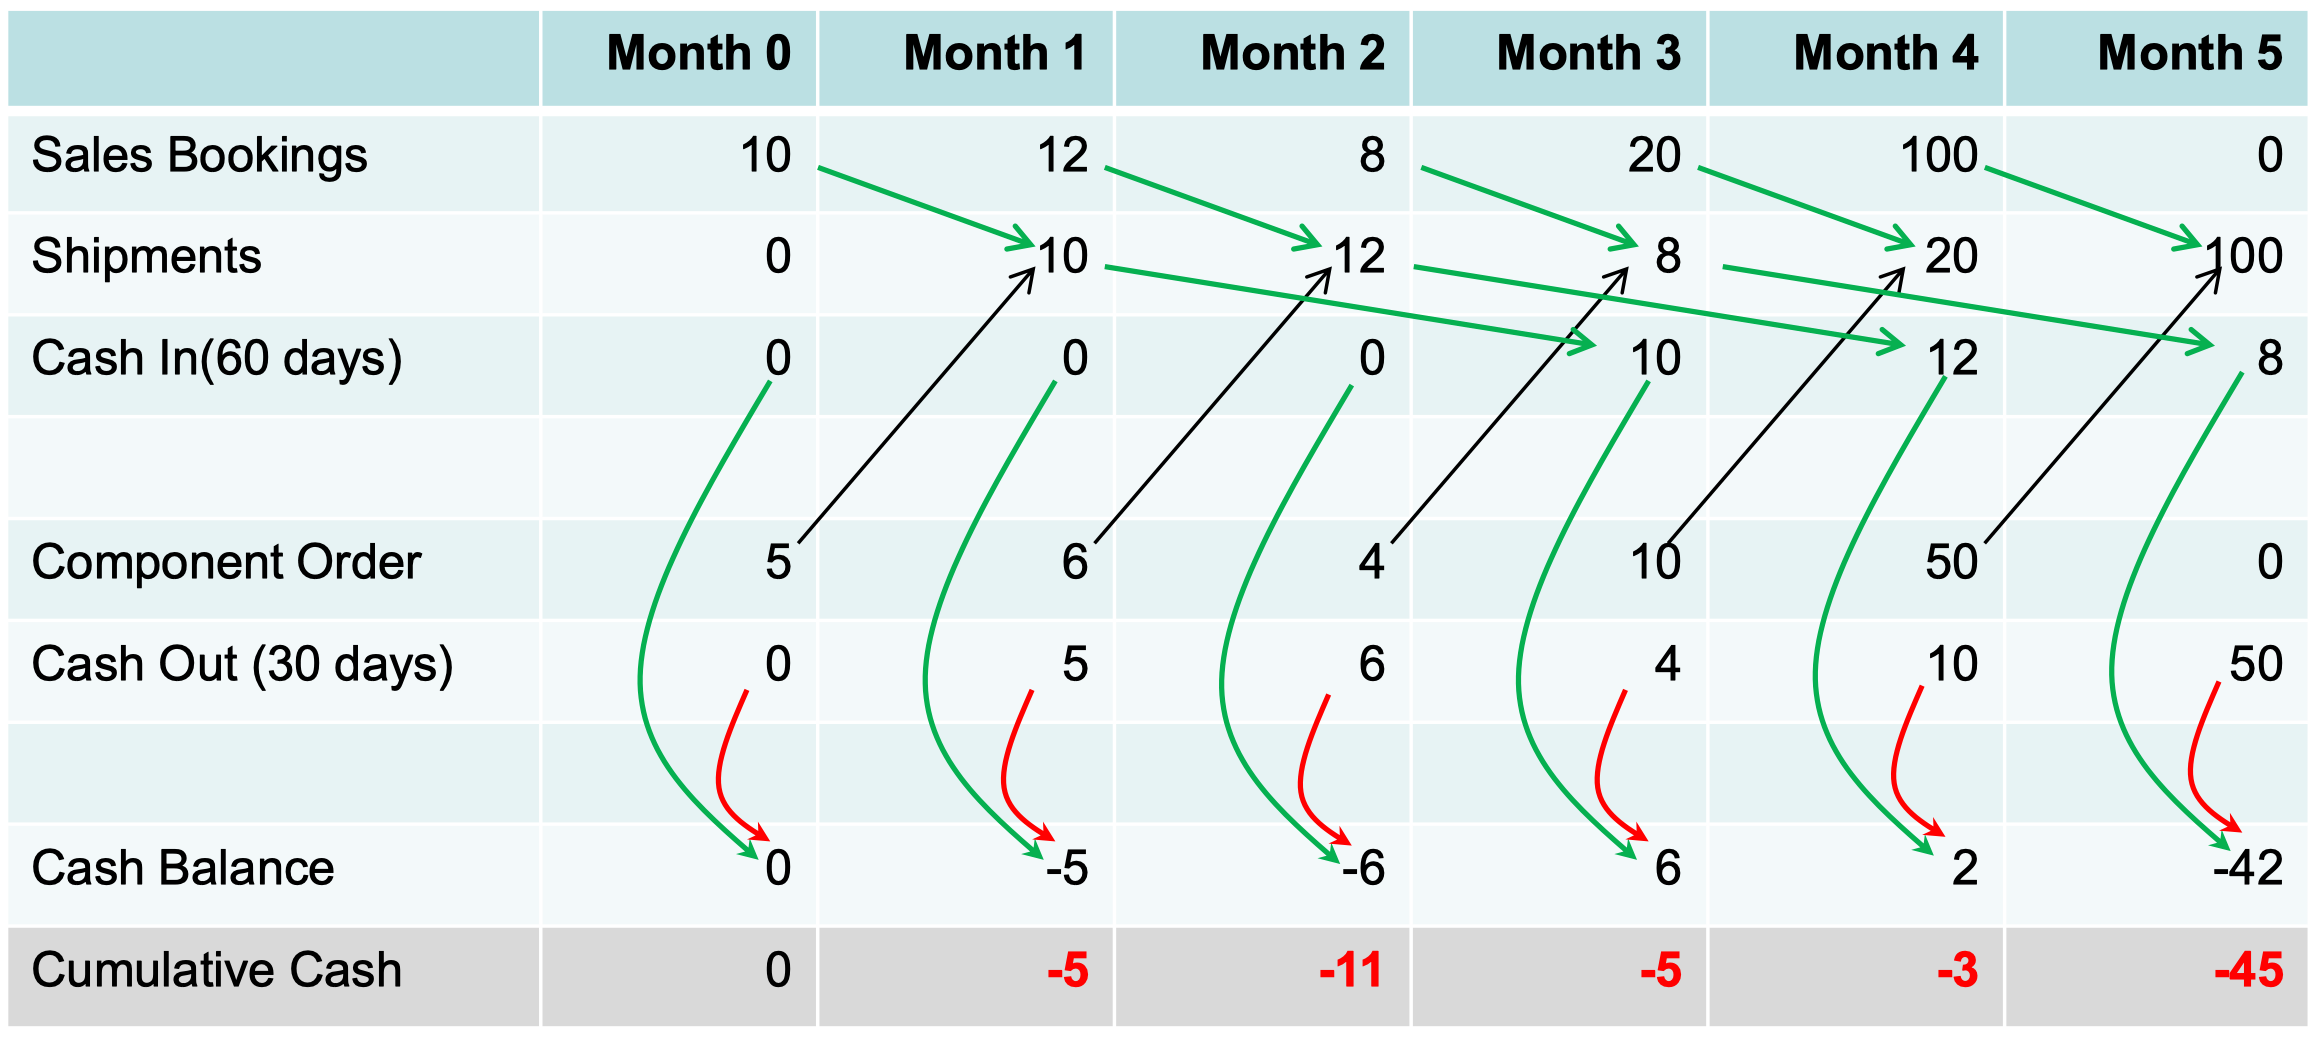 Month 0 Month 1 Month 2 Month 3 Month 4 Month 5
Sales Bookings 10 12 8 20 100 0
Shipments 0 10 12 8 20 100
Cash In(60 days) 0 0 0 10 12 8
Component Order 5 6 4 10 50 0
Cash Out (30 days) 0 5 6 4 10 50
Cash Balance 0 -5 -6 6 2 -42
Cumulative Cash 0 -5 -11 -5 -3 -45